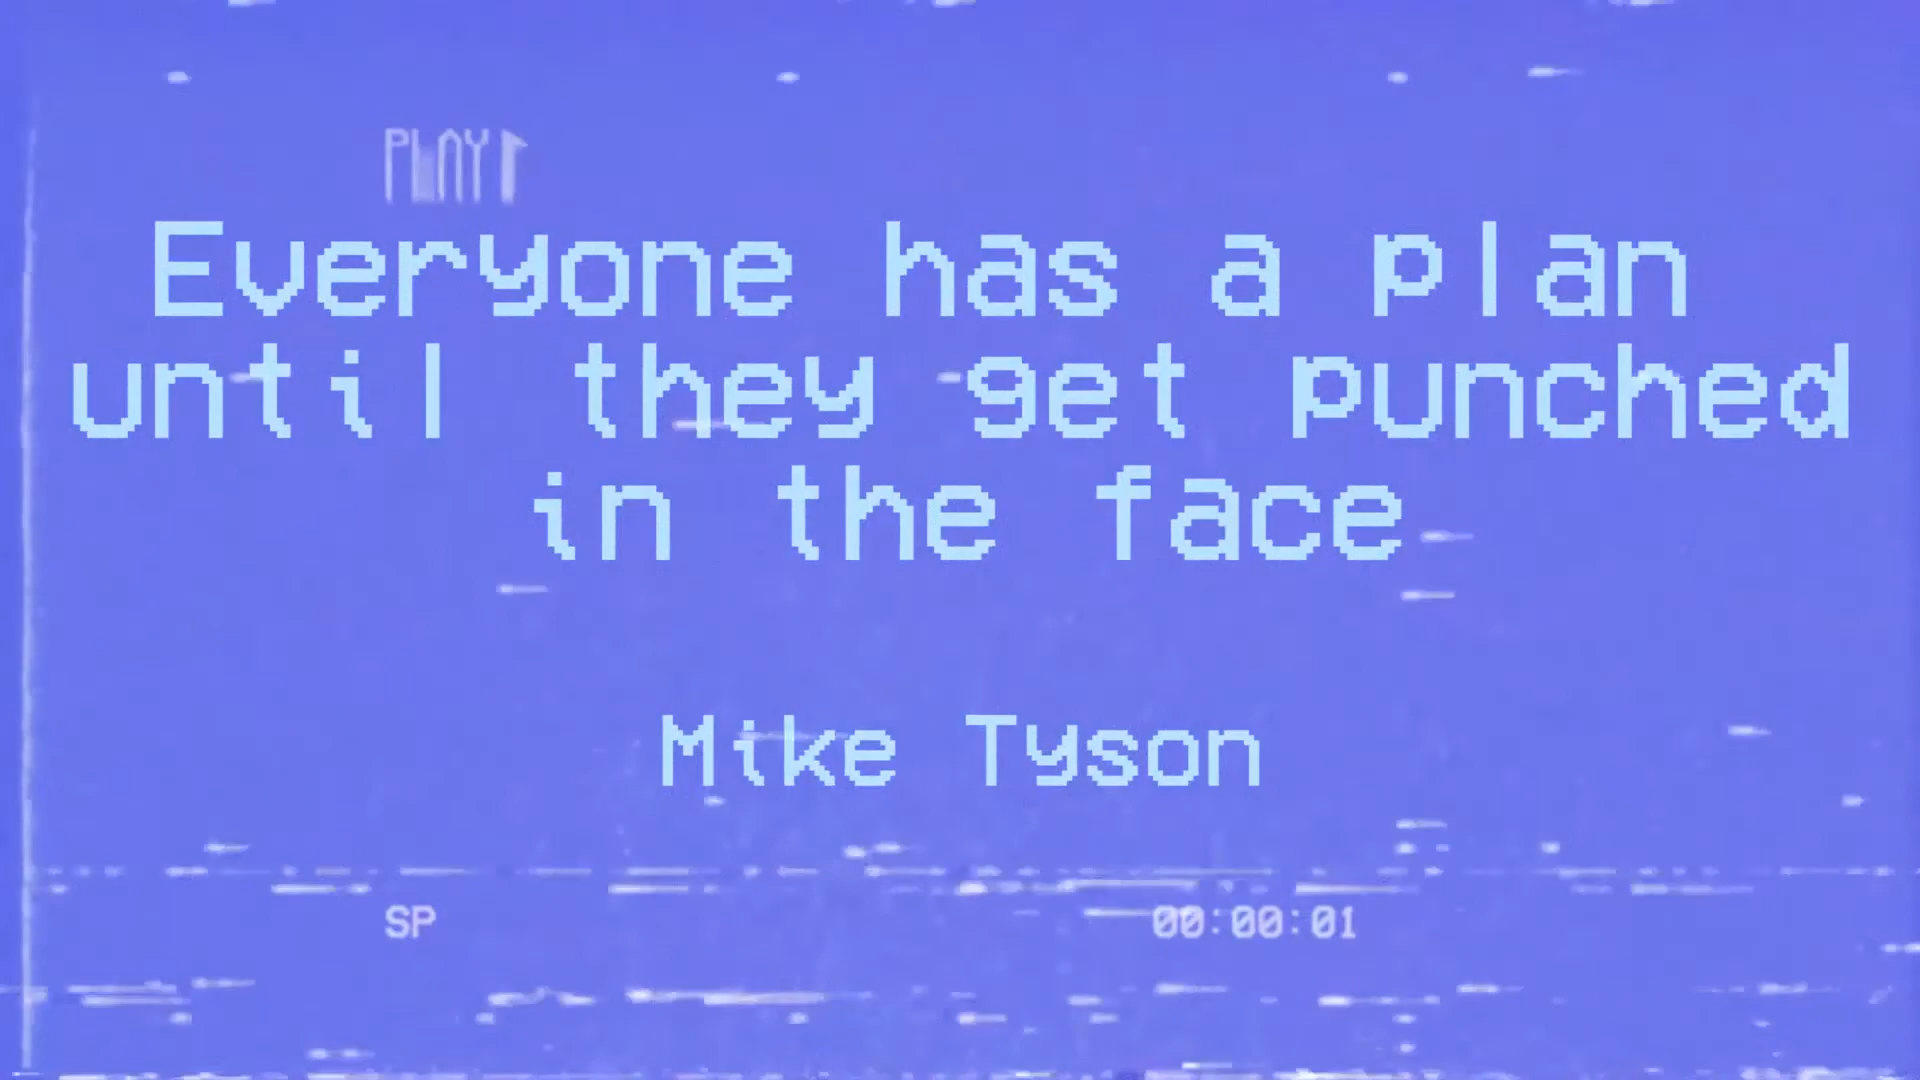 PLAY
Everyone has a plan
until they get punched
in the face
Mike Tyson
SP
00:00:01